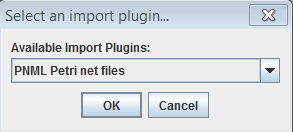 Select an import plugin...
Available Import Plugins:
PNML Petri net files
OK Cancel